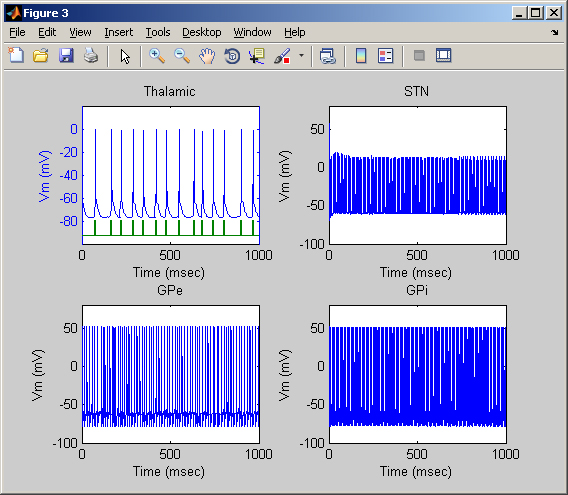 Figure 3
File Edit View Insert Tools Desktop Window Help
Thalamic
0
-20
-40
-60
-80
Vm (mV)
0 500 1000
Time (msec)
STN
50
0
-50
-100
Vm (mV)
0 500 1000
Time (msec)
GPe
50
0
-50
-100
Vm (mV)
0 500 1000
Time (msec)
GPi
50
0
-50
-100
Vm (mV)
0 500 1000
Time (msec)